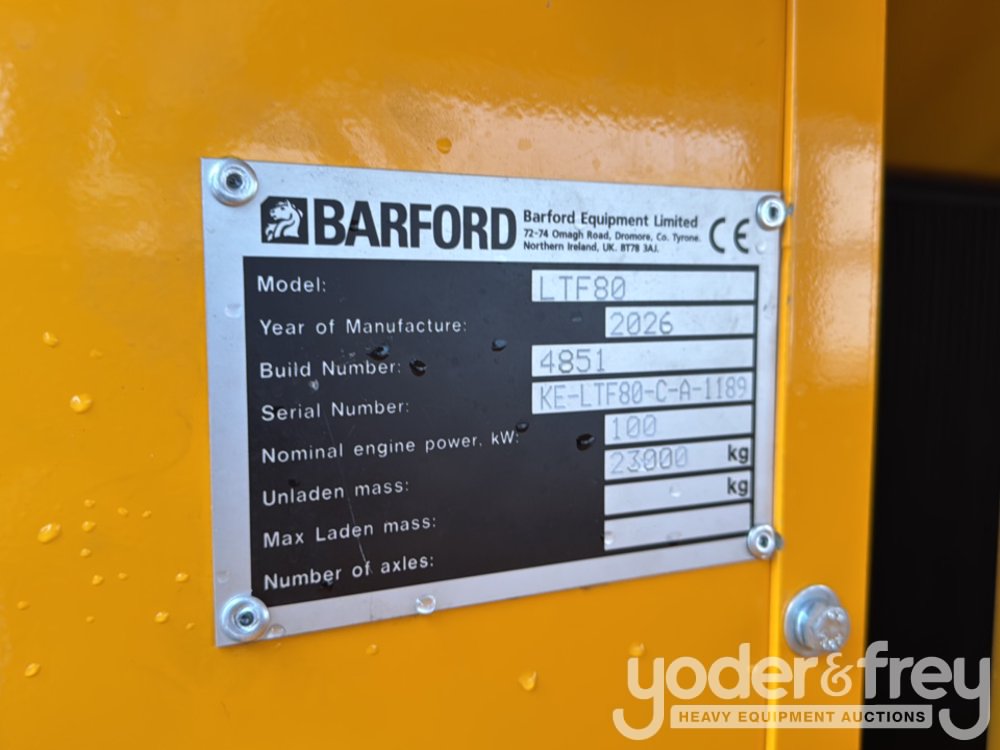 BARFORD
Barford Equipment Limited
72-74 Omagh Road, Dromore, Co. Tyrone.
Northern Ireland, UK. BT78 3AJ.
CE
Model: LTF80
Year of Manufacture: 2026
Build Number: 4851
Serial Number: KE-LTF80-C-A-1189
Nominal engine power. kW: 100
Unladen mass: 23000 kg
Max Laden mass: kg
Number of axles:
yoder&frey
HEAVY EQUIPMENT AUCTIONS